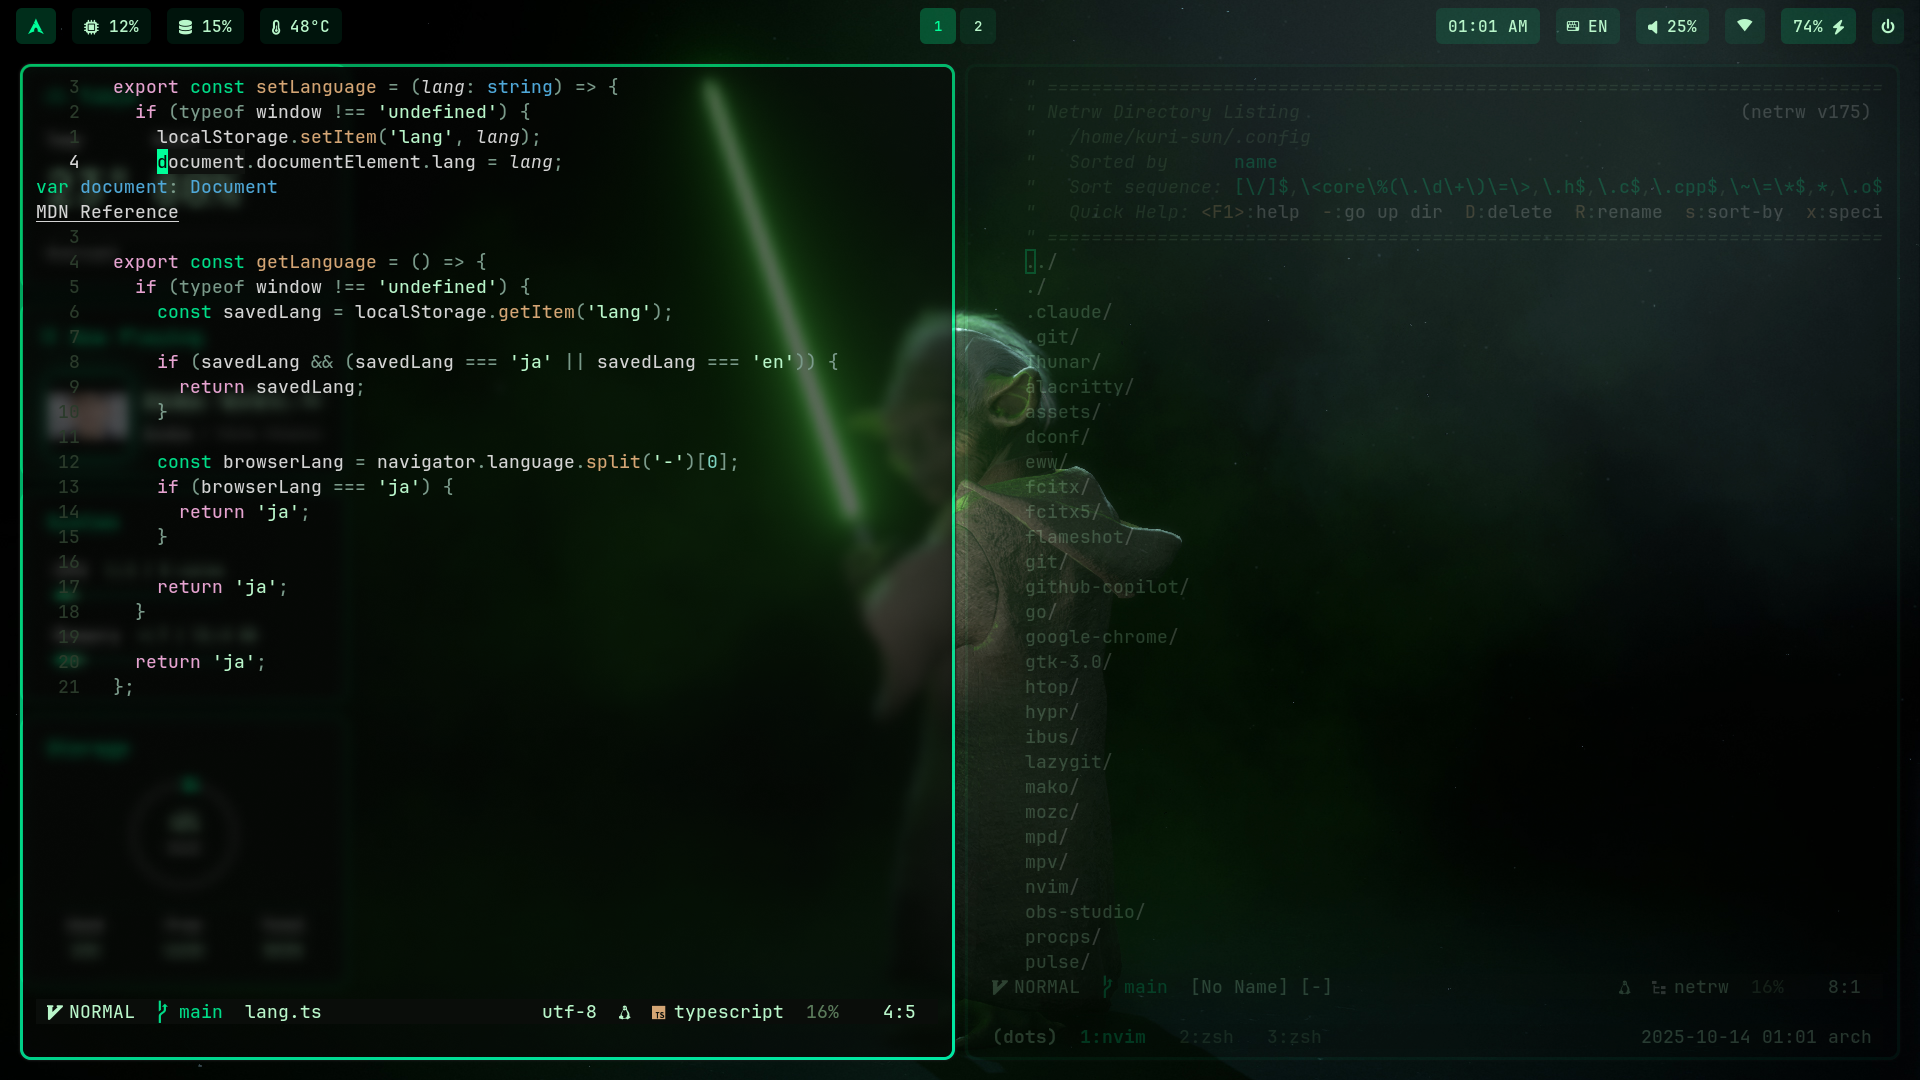 12%
15%
48°C
1
2
01:01 AM
EN
25%
74%
3 export const setLanguage = (lang: string) => {
2 if (typeof window !== 'undefined') {
1 localStorage.setItem('lang', lang);
4 document.documentElement.lang = lang;
var document: Document
MDN Reference
3
4 export const getLanguage = () => {
5 if (typeof window !== 'undefined') {
6 const savedLang = localStorage.getItem('lang');
7
8 if (savedLang && (savedLang === 'ja' || savedLang === 'en')) {
9 return savedLang;
10 }
11
12 const browserLang = navigator.language.split('-')[0];
13 if (browserLang === 'ja') {
14 return 'ja';
15 }
16
17 return 'ja';
18 }
19
20 return 'ja';
21 };
Storage
NORMAL main lang.ts utf-8 TS typescript 16% 4:5
" ============================================================================
" Netrw Directory Listing. (netrw v175)
" /home/kuri-sun/.config
" Sorted by name
" Sort sequence: [\/]$,\<core\%(\.\d\+\)\=\>,\.h$,\.c$,\.cpp$,\~\=\*$,*,\.o$
" Quick Help: <F1>:help -:go up dir D:delete R:rename s:sort-by x:speci
" ============================================================================
../
./
.claude/
.git/
Thunar/
alacritty/
assets/
dconf/
eww/
fcitx/
fcitx5/
flameshot/
git/
github-copilot/
go/
google-chrome/
gtk-3.0/
htop/
hypr/
ibus/
lazygit/
mako/
mozc/
mpd/
mpv/
nvim/
obs-studio/
procps/
pulse/
NORMAL main [No Name] [-] netrw 16% 8:1
(dots) 1:nvim 2:zsh 3:zsh 2025-10-14 01:01 arch